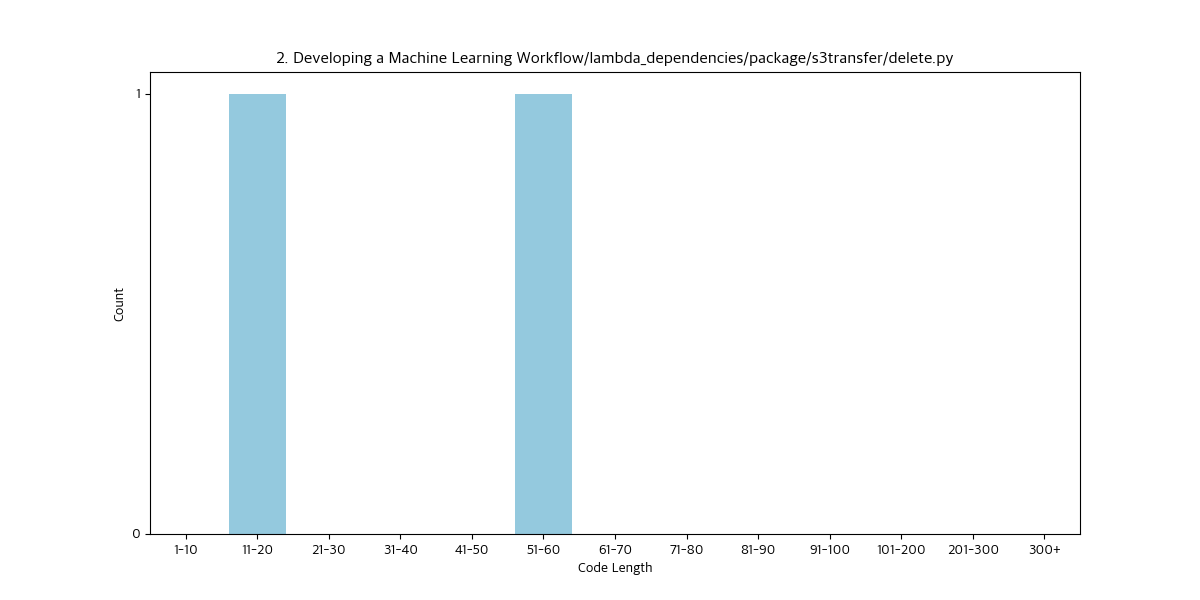 2. Developing a Machine Learning Workflow/lambda_dependencies/package/s3transfer/delete.py
1
Count
0
1-10 11-20 21-30 31-40 41-50 51-60 61-70 71-80 81-90 91-100 101-200 201-300 300+
Code Length